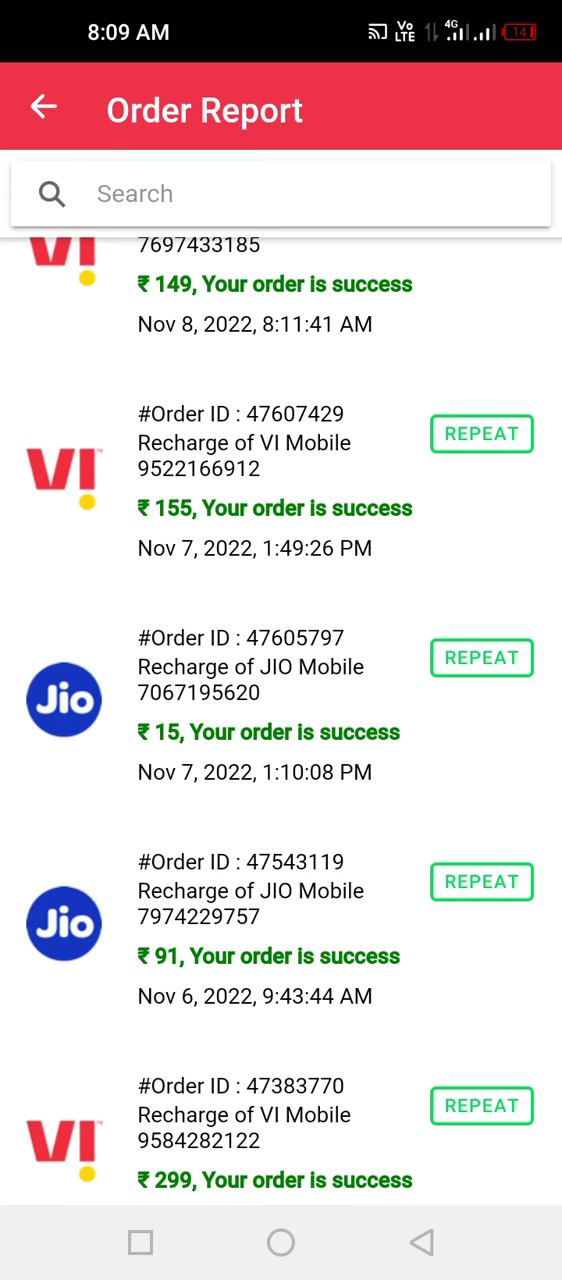 8:09 AM
Vo LTE 4G 14
Order Report
Search
VI
7697433185
₹ 149, Your order is success
Nov 8, 2022, 8:11:41 AM
#Order ID : 47607429
REPEAT
Recharge of VI Mobile
VI™
9522166912
₹ 155, Your order is success
Nov 7, 2022, 1:49:26 PM
#Order ID : 47605797
REPEAT
Recharge of JIO Mobile
Jio
7067195620
₹ 15, Your order is success
Nov 7, 2022, 1:10:08 PM
#Order ID : 47543119
REPEAT
Recharge of JIO Mobile
Jio
7974229757
₹ 91, Your order is success
Nov 6, 2022, 9:43:44 AM
#Order ID : 47383770
REPEAT
Recharge of VI Mobile
VI™
9584282122
₹ 299, Your order is success